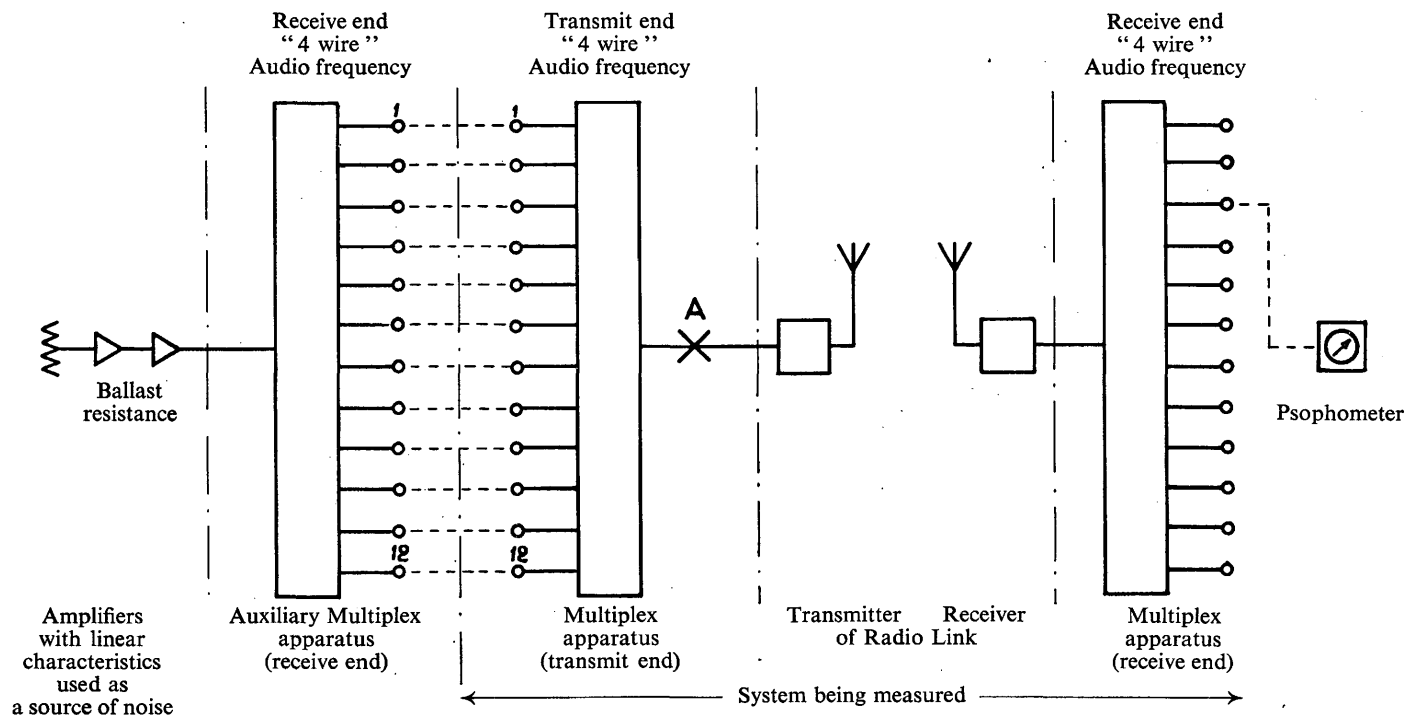 Receive end
“ 4 wire ”
Audio frequency
Transmit end
“ 4 wire ”
Audio frequency
Receive end
“ 4 wire ”
Audio frequency
1
1
A
Ballast
resistance
Psophometer
12
12
Amplifiers
with linear
characteristics
used as
a source of noise
Auxiliary Multiplex
apparatus
(receive end)
Multiplex
apparatus
(transmit end)
Transmitter Receiver
of Radio Link
Multiplex
apparatus
(receive end)
System being measured